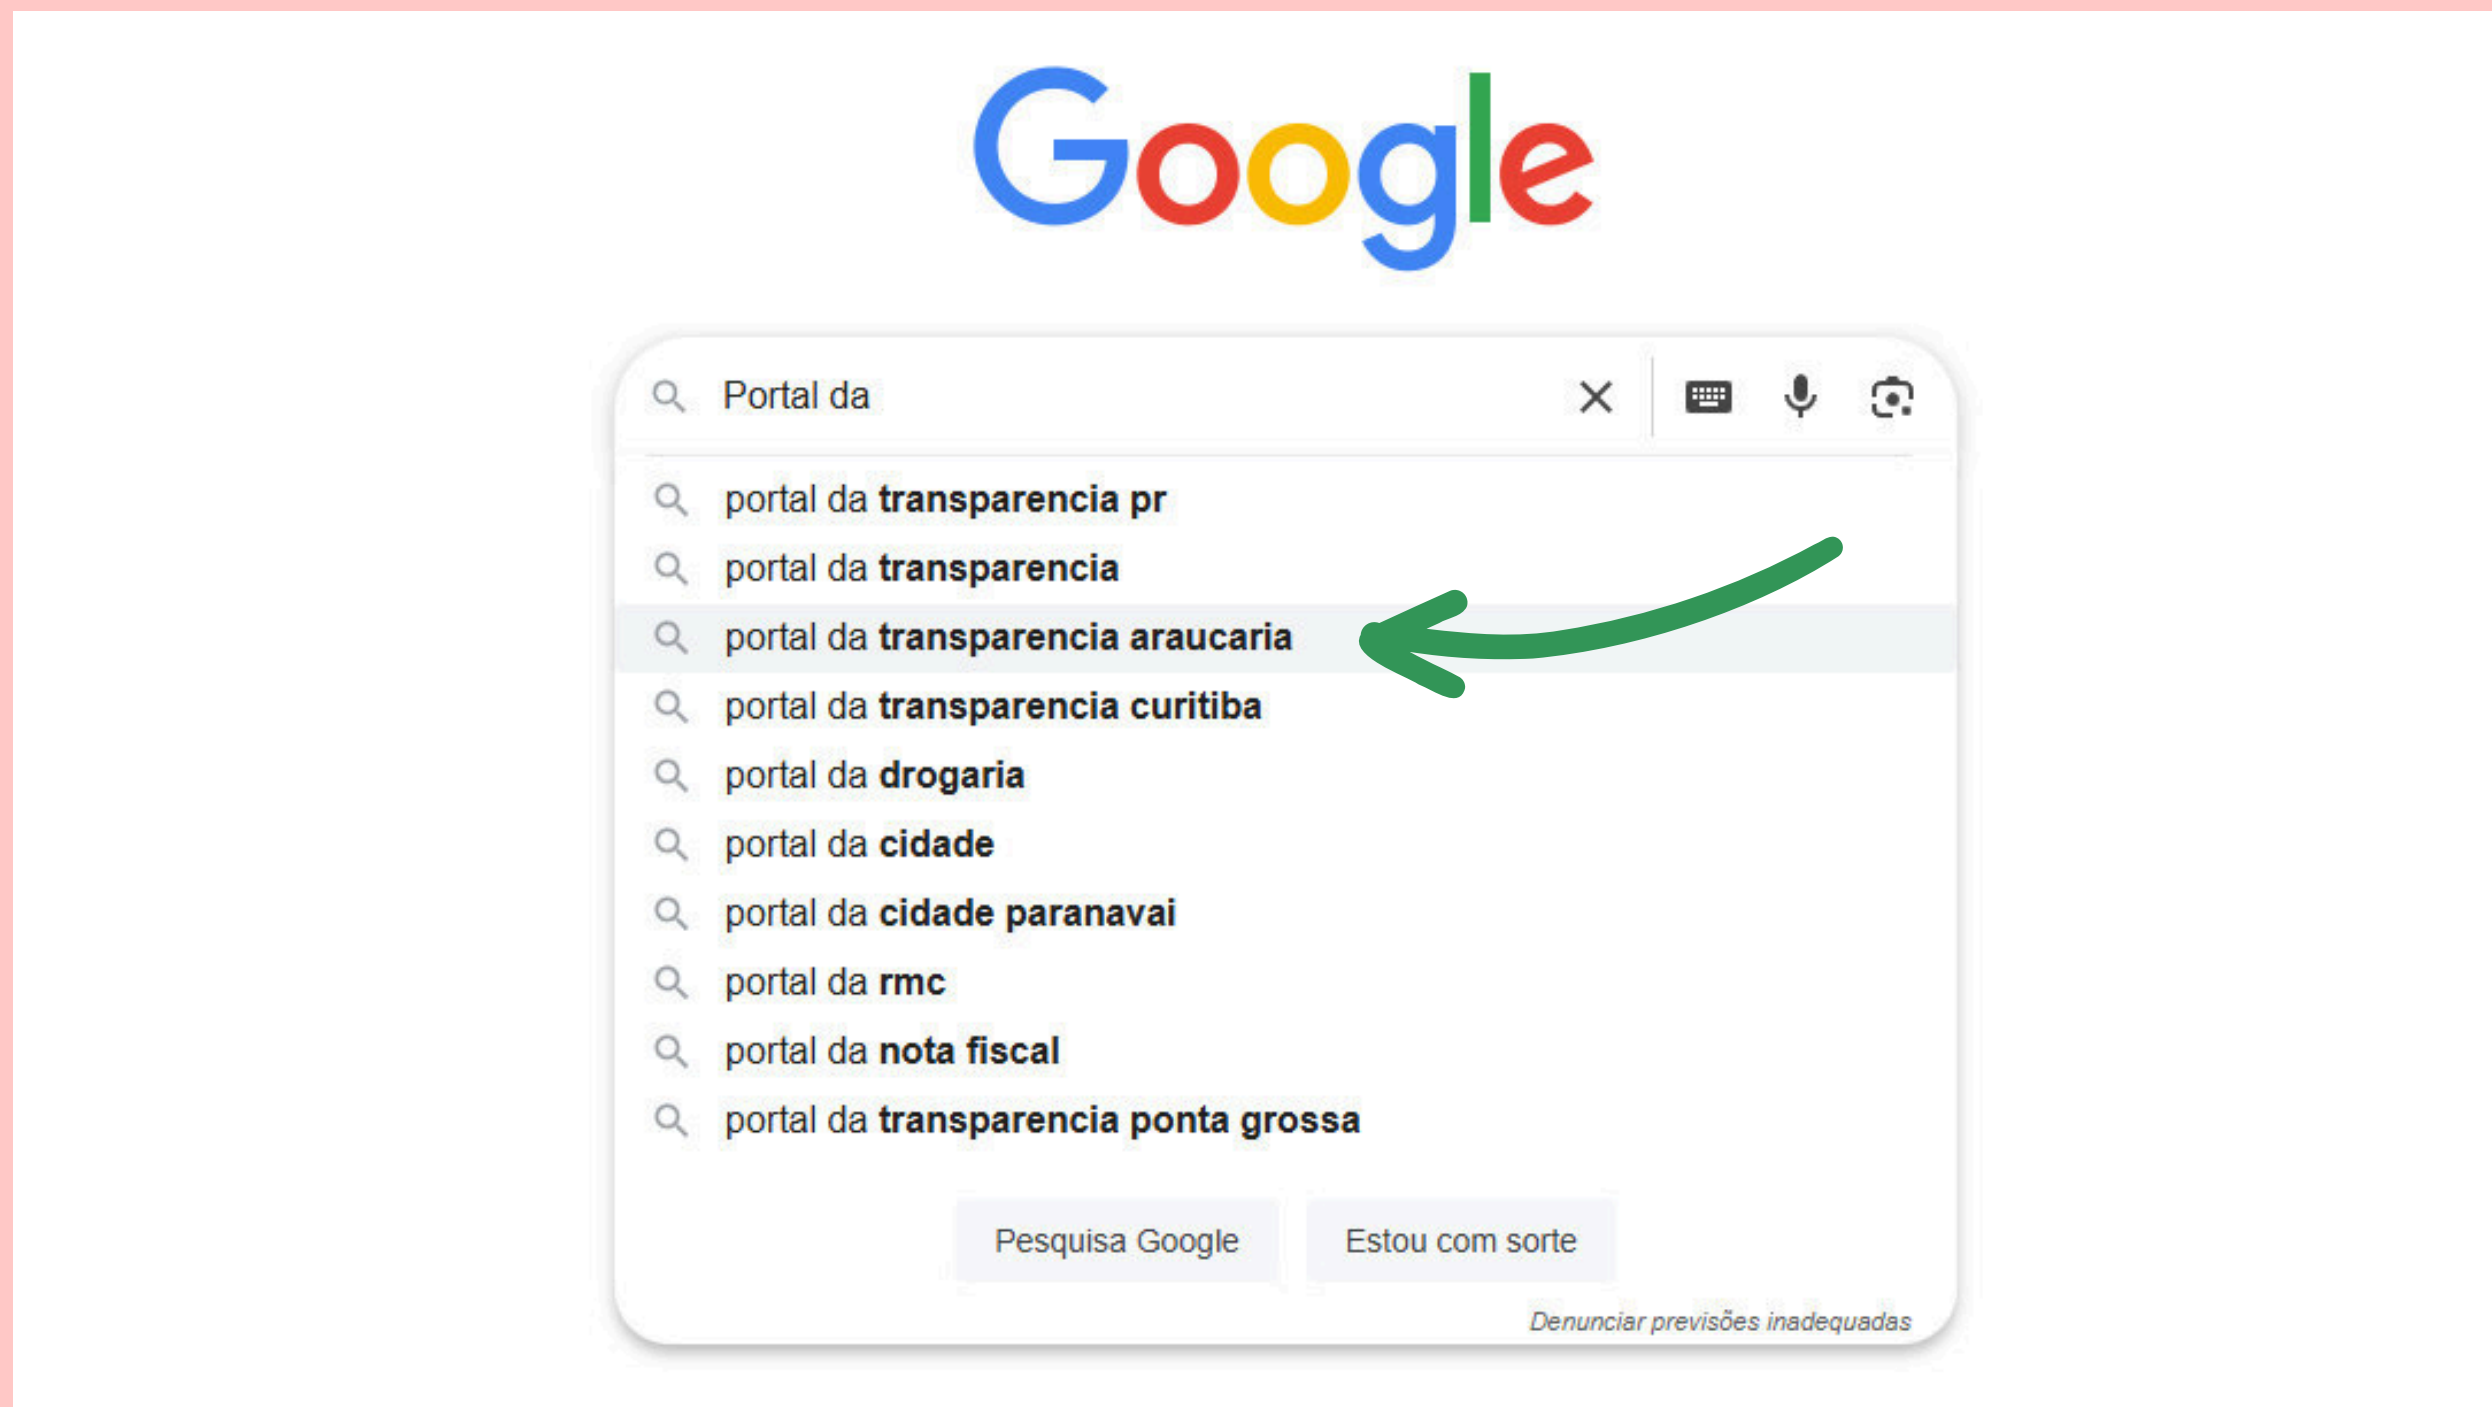 Google
Portal da
portal da transparencia pr
portal da transparencia
portal da transparencia araucaria
portal da transparencia curitiba
portal da drogaria
portal da cidade
portal da cidade paranavai
portal da rmc
portal da nota fiscal
portal da transparencia ponta grossa
Pesquisa Google
Estou com sorte
Denunciar previsões inadequadas